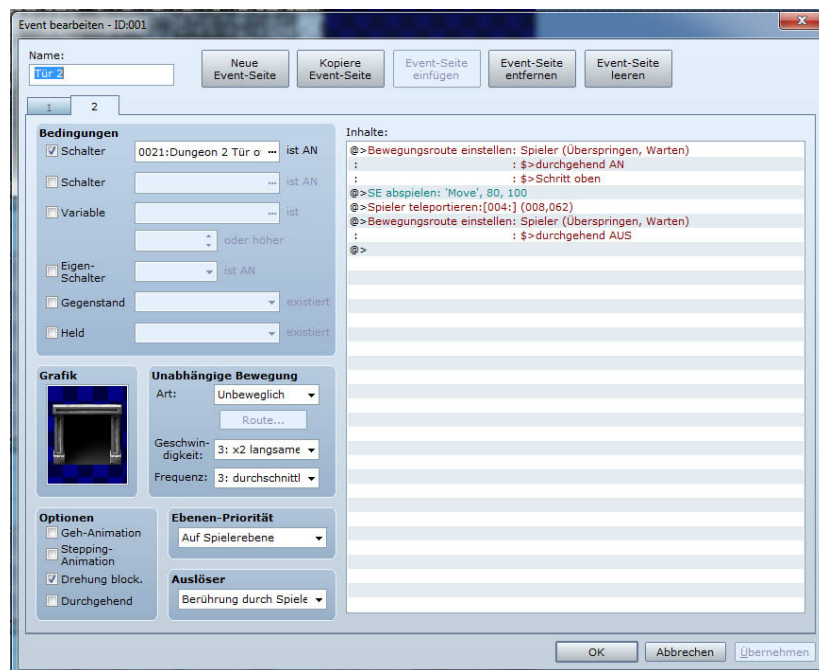 Event bearbeiten - ID:001
Name:
Tür 2
Neue Event-Seite
Kopiere Event-Seite
Event-Seite einfügen
Event-Seite entfernen
Event-Seite leeren
1 2
Bedingungen
Schalter 0021:Dungeon 2 Tür o ... ist AN
Schalter ... ist AN
Variable ... ist
oder höher
Eigen-Schalter ist AN
Gegenstand existiert
Held existiert
Grafik
Unabhängige Bewegung
Art: Unbeweglich
Route...
Geschwin-digkeit: 3: x2 langsame
Frequenz: 3: durchschnittl
Optionen
Geh-Animation
Stepping-Animation
Drehung block.
Durchgehend
Ebenen-Priorität
Auf Spielerebene
Auslöser
Berührung durch Spiele
Inhalte:
@>Bewegungsroute einstellen: Spieler (Überspringen, Warten)
: : $>durchgehend AN
: : $>Schritt oben
@>SE abspielen: 'Move', 80, 100
@>Spieler teleportieren:[004:] (008,062)
@>Bewegungsroute einstellen: Spieler (Überspringen, Warten)
: : $>durchgehend AUS
@>
OK Abbrechen Übernehmen